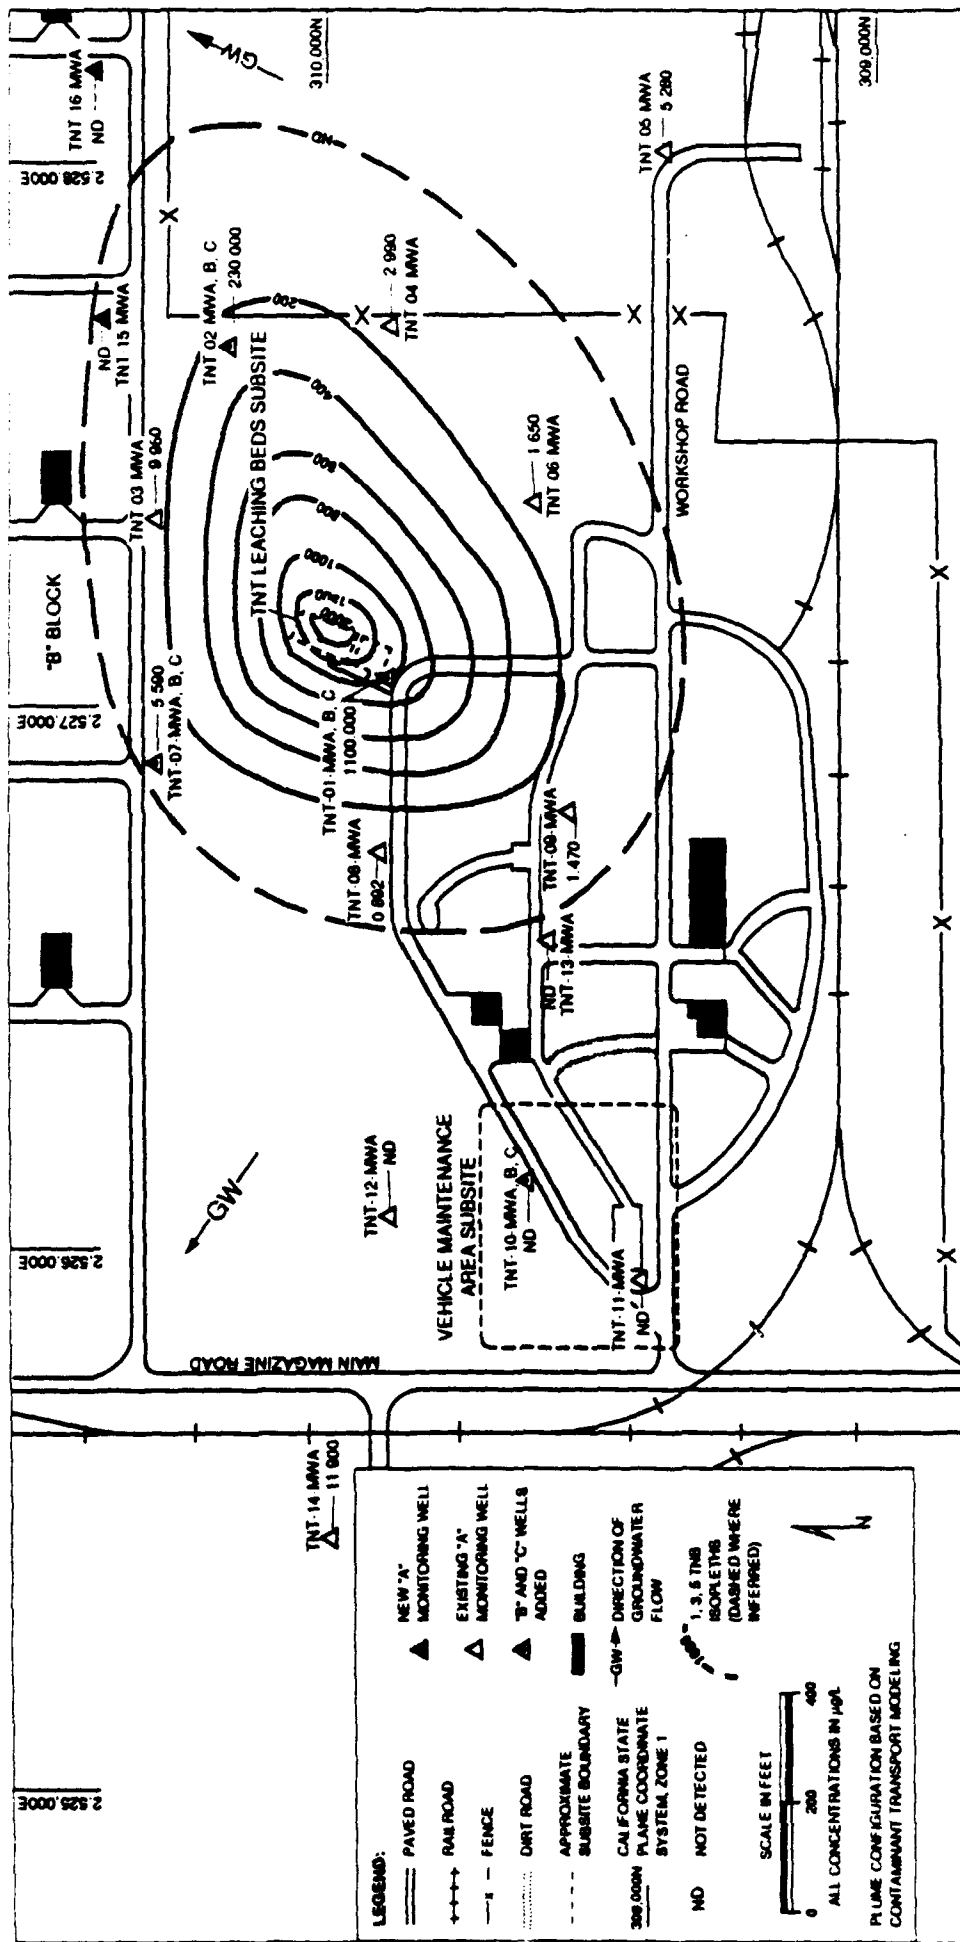 TNT 16 MWA
ND
GW
310,000N
309,000N
2.528.000E
TNT 05 MWA
5 280
ND
TNT 15 MWA
TNT 02 MWA, B, C
230 000
ND
200
2 990
TNT 04 MWA
TNT LEACHING BEDS SUBSITE
400
600
800
1000
TNT 03 MWA
9 960
1 650
TNT 06 MWA
WORKSHOP ROAD
"B" BLOCK
2.527.000E
5 590
TNT-07-MWA, B, C
TNT-01-MWA, B, C
1100.000
TNT-08-MWA
0 892
TNT-09-MWA
1.470
ND
TNT-13-MWA
GW
TNT-12-MWA
ND
VEHICLE MAINTENANCE
AREA SUBSITE
TNT-10-MWA, B, C
ND
TNT-11-MWA
ND
2.526.000E
MAIN MAGAZINE ROAD
TNT-14 MWA
11 900
2.525.000E
LEGEND:
PAVED ROAD
RAILROAD
FENCE
DIRT ROAD
APPROXIMATE
SUBSITE BOUNDARY
309,000N
CALIFORNIA STATE
PLANE COORDINATE
SYSTEM, ZONE 1
ND
NOT DETECTED
NEW "A"
MONITORING WELL
EXISTING "A"
MONITORING WELL
"B" AND "C" WELLS
ADDED
BUILDING
GW
DIRECTION OF
GROUNDWATER
FLOW
1, 3, 5 TNB
ISOPLETHS
(DASHED WHERE
INFERRED)
N
SCALE IN FEET
0 200 400
ALL CONCENTRATIONS IN µg/L
PLUME CONFIGURATION BASED ON
CONTAMINANT TRANSPORT MODELING